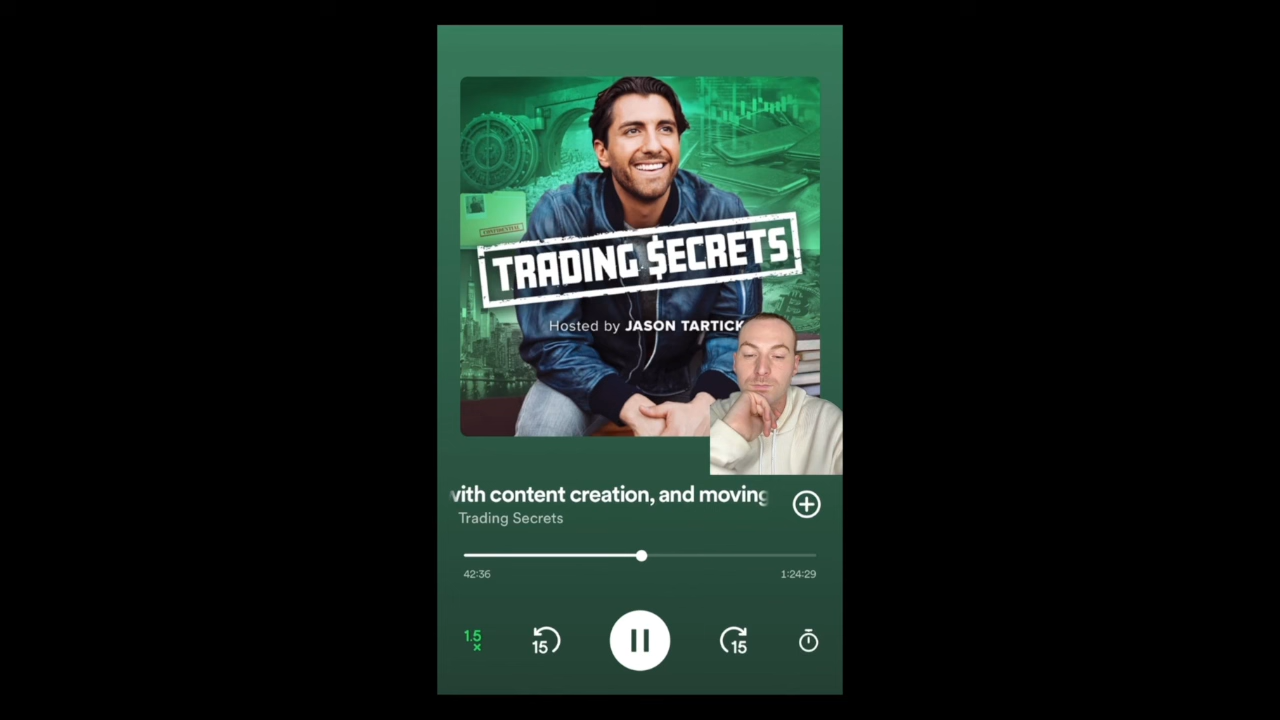 TRADING $ECRETS
Hosted by JASON TARTICK
with content creation, and moving
Trading Secrets
42:36
1:24:29
1.5
x
15
15